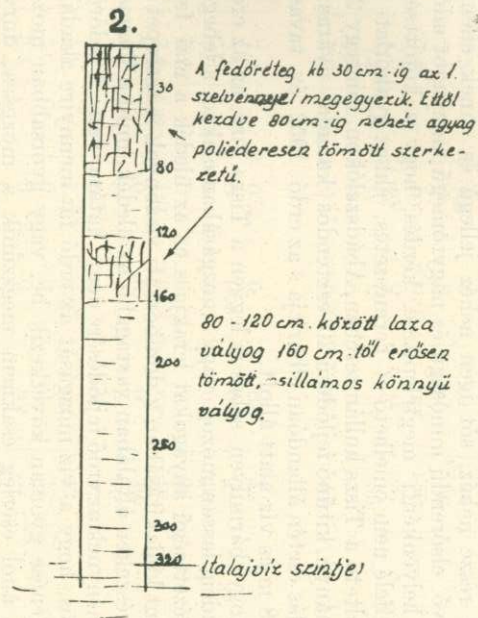 2.
A fedőréteg kb 30 cm-ig az 1.
szelvénnyel megegyezik. Ettől
kezdve 80 cm-ig nehéz agyag
poliéderesen tömött szerke-
zetű.
80 - 120 cm. között laza
vályog 160 cm-től erősen
tömött, csillámos könnyű
vályog.
30
80
120
160
200
250
300
320
(talajvíz szintje)